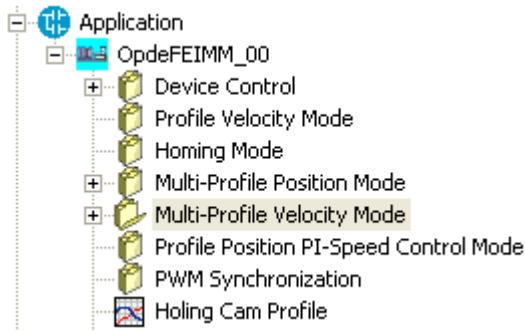 Application
OpdeFEIMM_00
Device Control
Profile Velocity Mode
Homing Mode
Multi-Profile Position Mode
Multi-Profile Velocity Mode
Profile Position PI-Speed Control Mode
PWM Synchronization
Holing Cam Profile